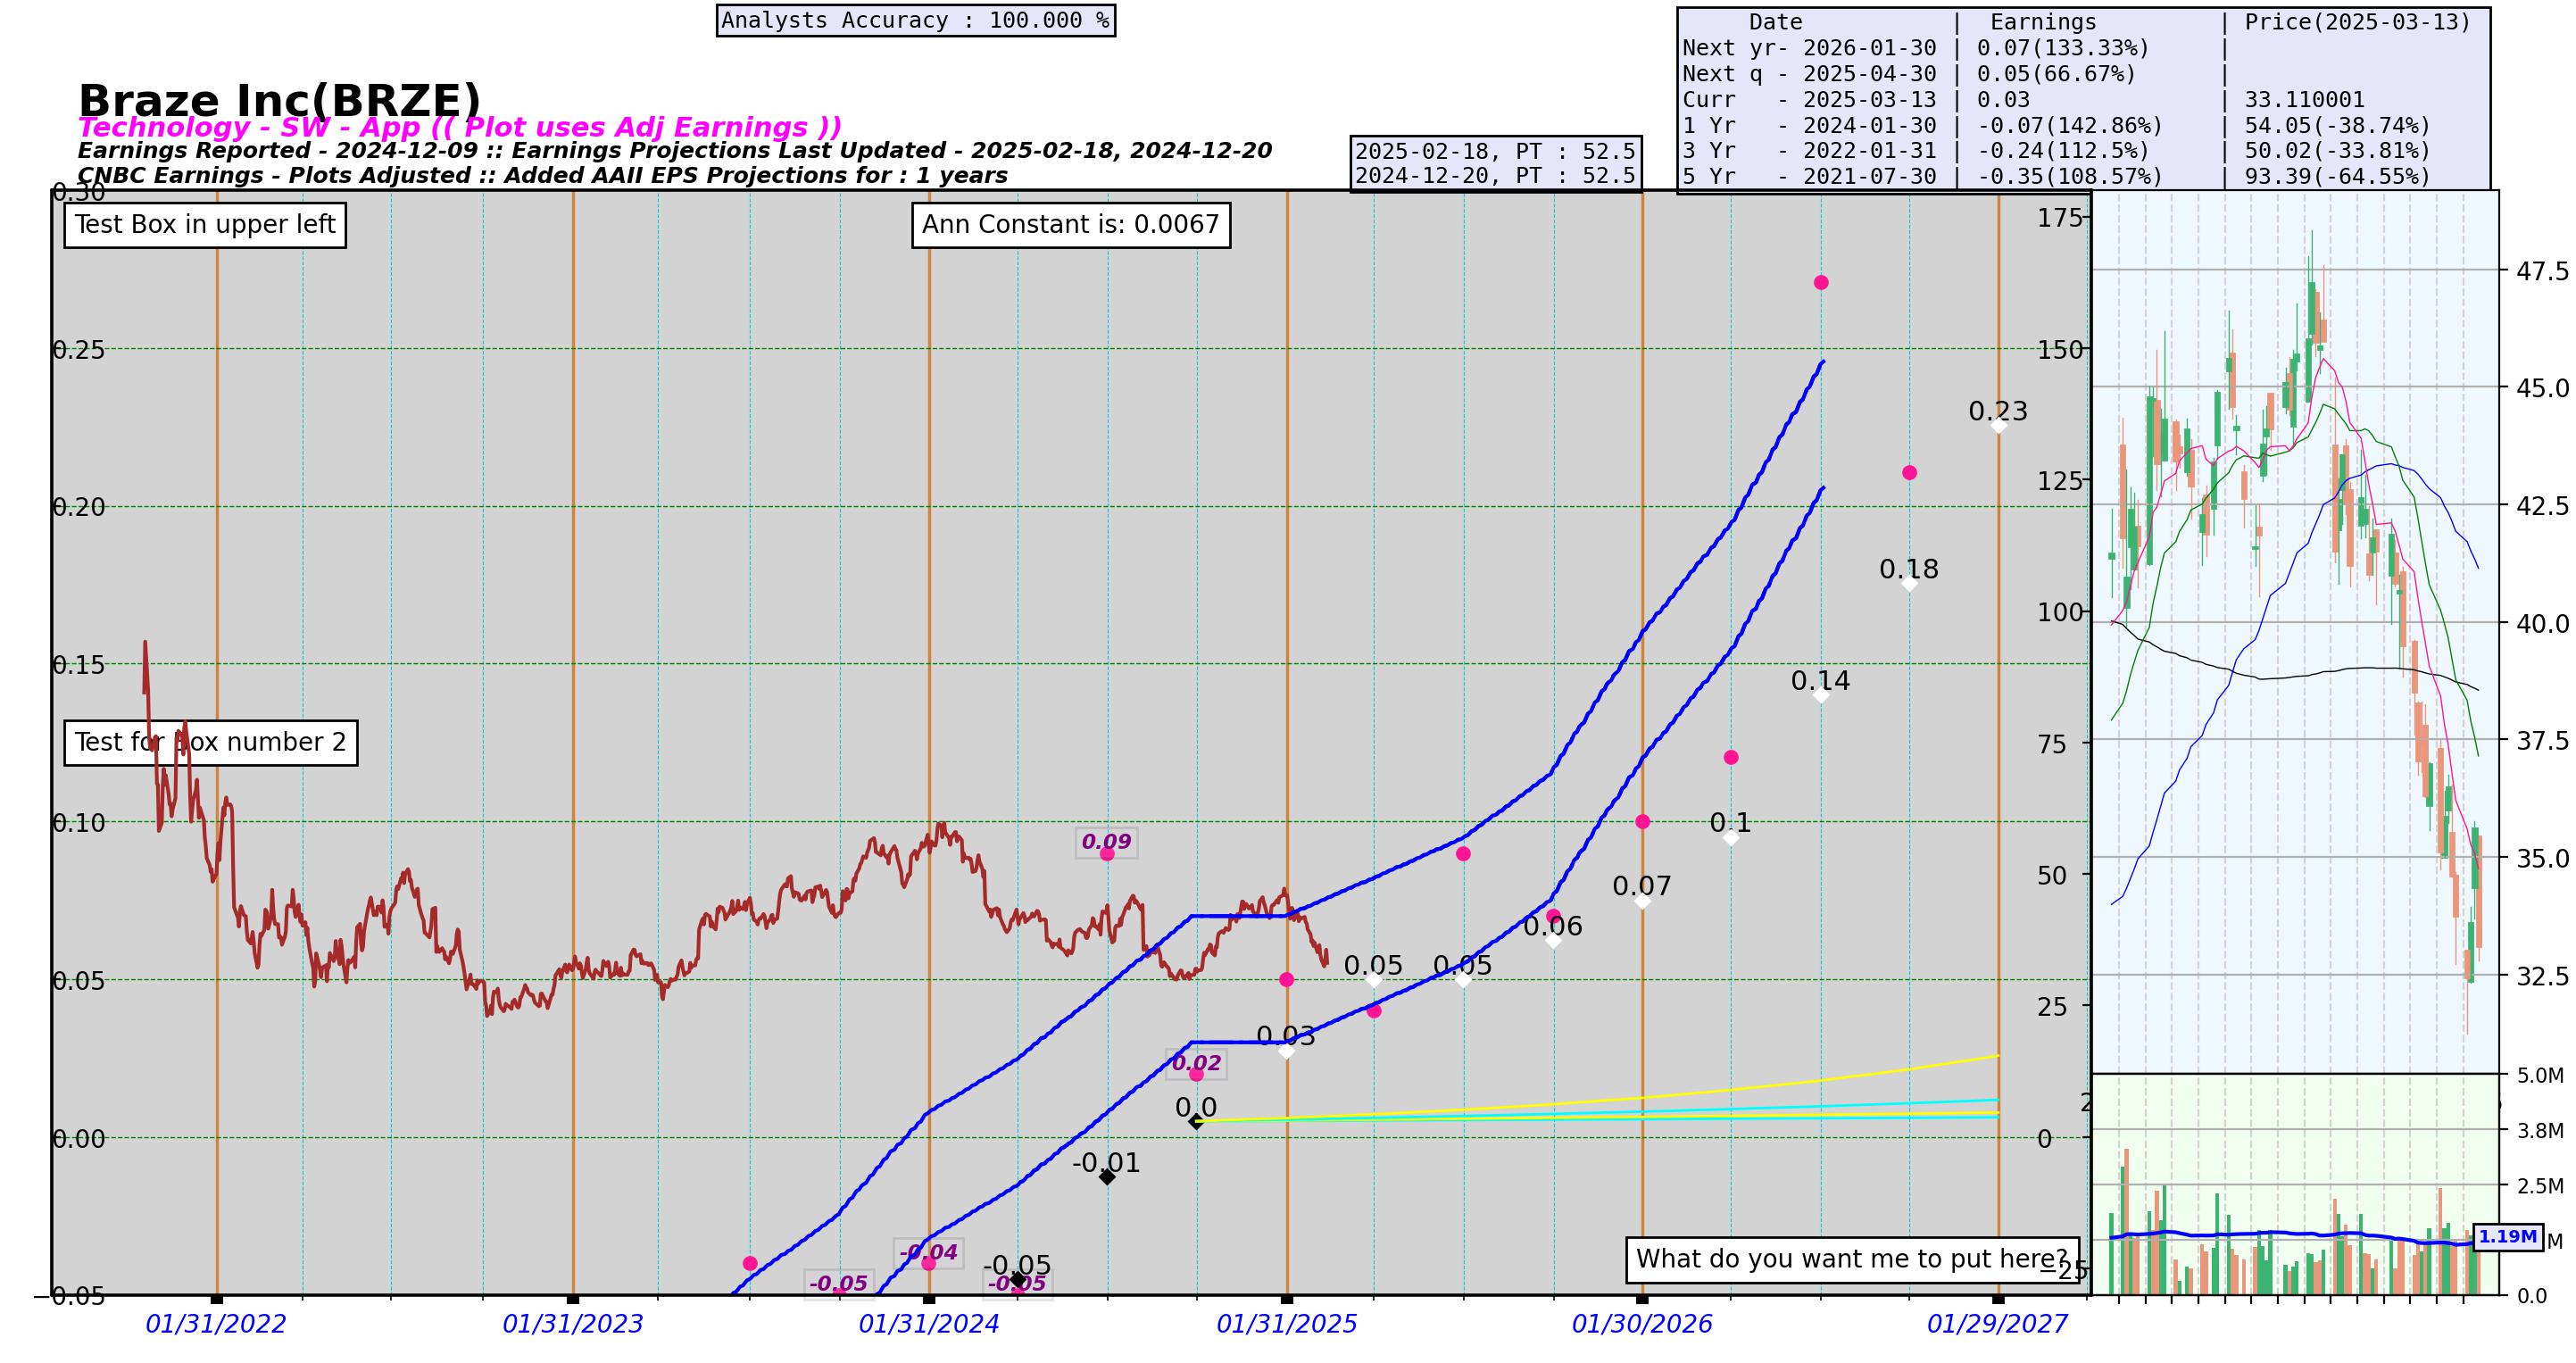 Analysts Accuracy : 100.000 %
Date | Earnings | Price(2025-03-13)
Next yr- 2026-01-30 | 0.07(133.33%) |
Next q - 2025-04-30 | 0.05(66.67%) |
Curr - 2025-03-13 | 0.03 | 33.110001
1 Yr - 2024-01-30 | -0.07(142.86%) | 54.05(-38.74%)
3 Yr - 2022-01-31 | -0.24(112.5%) | 50.02(-33.81%)
5 Yr - 2021-07-30 | -0.35(108.57%) | 93.39(-64.55%)
Braze Inc(BRZE)
Technology - SW - App (( Plot uses Adj Earnings ))
Earnings Reported - 2024-12-09 :: Earnings Projections Last Updated - 2025-02-18, 2024-12-20
CNBC Earnings - Plots Adjusted :: Added AAII EPS Projections for : 1 years
2025-02-18, PT : 52.5
2024-12-20, PT : 52.5
0.30
Test Box in upper left
Ann Constant is: 0.0067
175
47.5
0.25
150
45.0
0.23
0.20
125
42.5
0.18
0.15
100
40.0
0.14
Test for Box number 2
75
37.5
0.10
0.09
0.1
50
35.0
0.07
0.06
0.05
0.05
0.05
25
32.5
0.03
0.02
0.0
5.0M
2
0.00
0
3.8M
-0.01
2.5M
1.19M
M
-0.04
-0.05
-0.05
-0.05
What do you want me to put here?
−25
−0.05
0.0
01/31/2022
01/31/2023
01/31/2024
01/31/2025
01/30/2026
01/29/2027